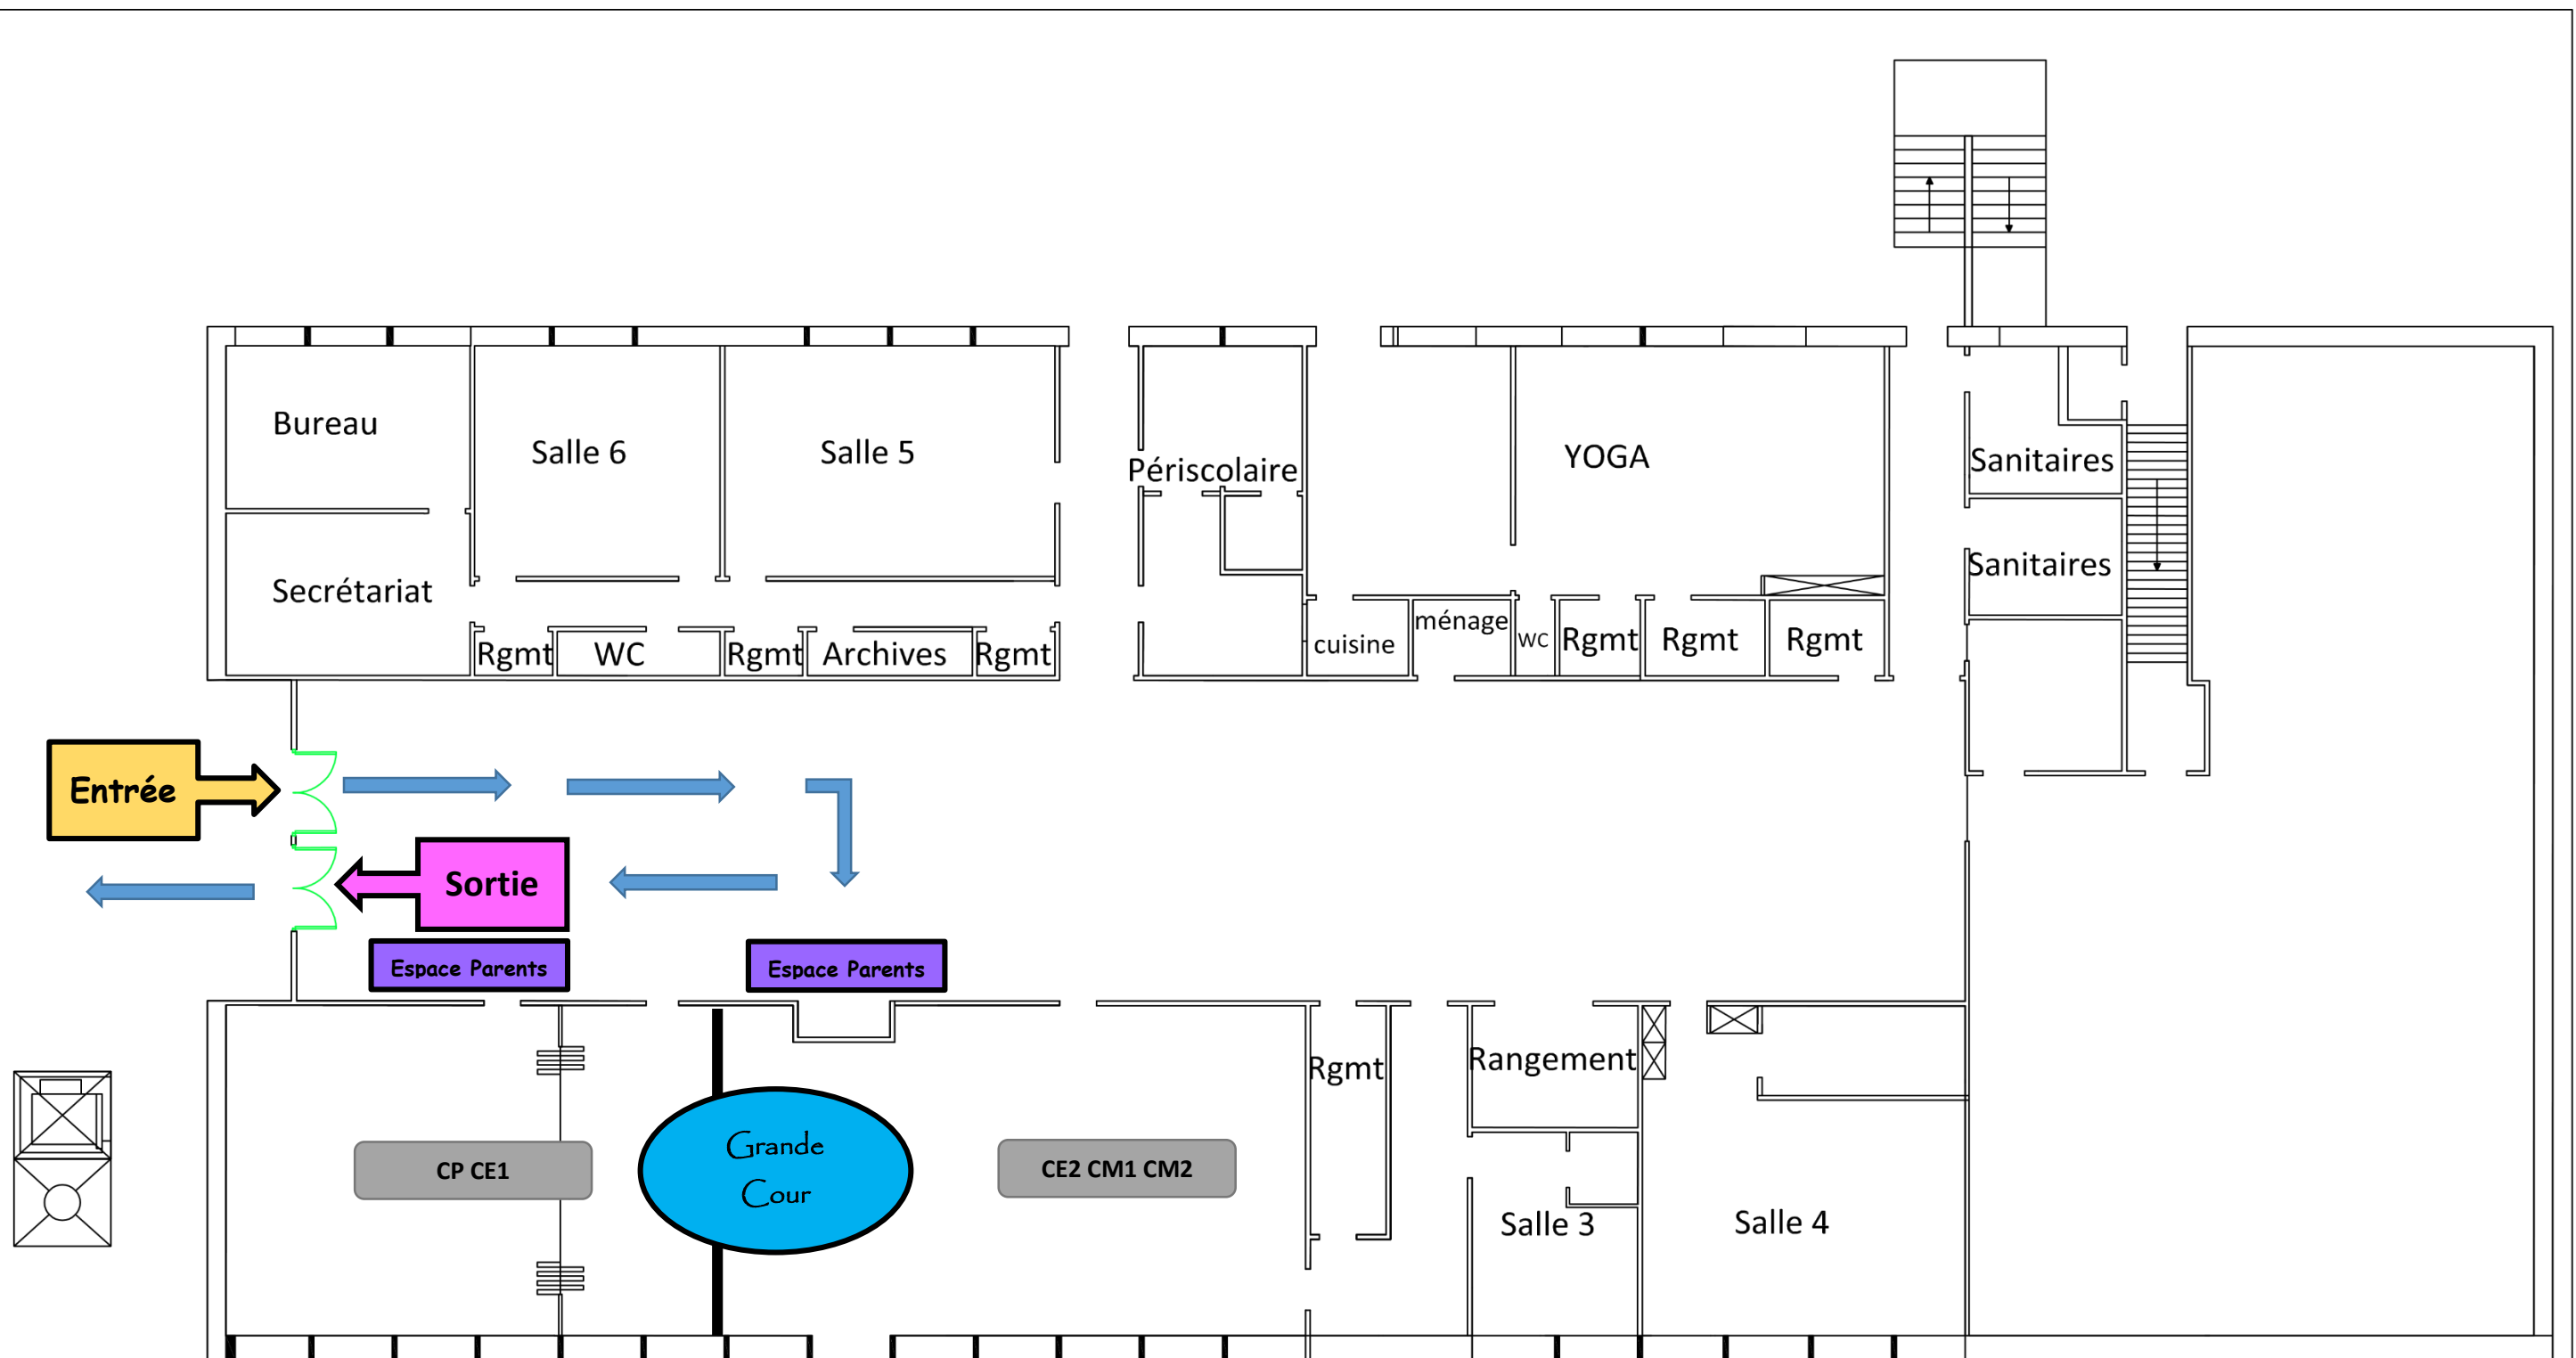 Bureau
Salle 6
Salle 5
Périscolaire
YOGA
Sanitaires
Sanitaires
Secrétariat
Rgmt
WC
Rgmt
Archives
Rgmt
cuisine
ménage
wc
Rgmt
Rgmt
Rgmt
Entrée
Sortie
Espace Parents
Espace Parents
Rgmt
Rangement
Grande
Cour
CP CE1
CE2 CM1 CM2
Salle 3
Salle 4